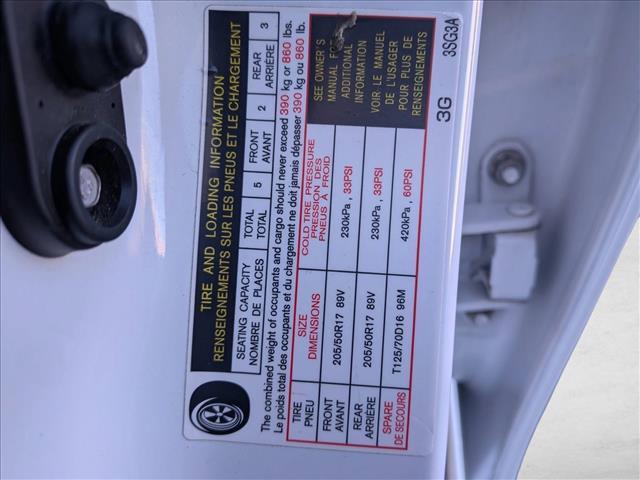 TIRE AND LOADING INFORMATION
RENSEIGNEMENTS SUR LES PNEUS ET LE CHARGEMENT
SEATING CAPACITY TOTAL 5 FRONT 2 REAR 3
NOMBRE DE PLACES TOTAL AVANT ARRIÈRE
The combined weight of occupants and cargo should never exceed 390 kg or 860 lbs.
Le poids total des occupants et du chargement ne doit jamais dépasser 390 kg ou 860 lb.
TIRE SIZE COLD TIRE PRESSURE
PNEU DIMENSIONS PRESSION DES
PNEUS À FROID
FRONT 205/50R17 89V 230kPa, 33PSI
AVANT
REAR 205/50R17 89V 230kPa, 33PSI
ARRIÈRE
SPARE T125/70D16 96M 420kPa, 60PSI
DE SECOURS
SEE OWNER'S
MANUAL FOR
ADDITIONAL
INFORMATION
VOIR LE MANUEL
DE L'USAGER
POUR PLUS DE
RENSEIGNEMENTS
3G 3SG3A